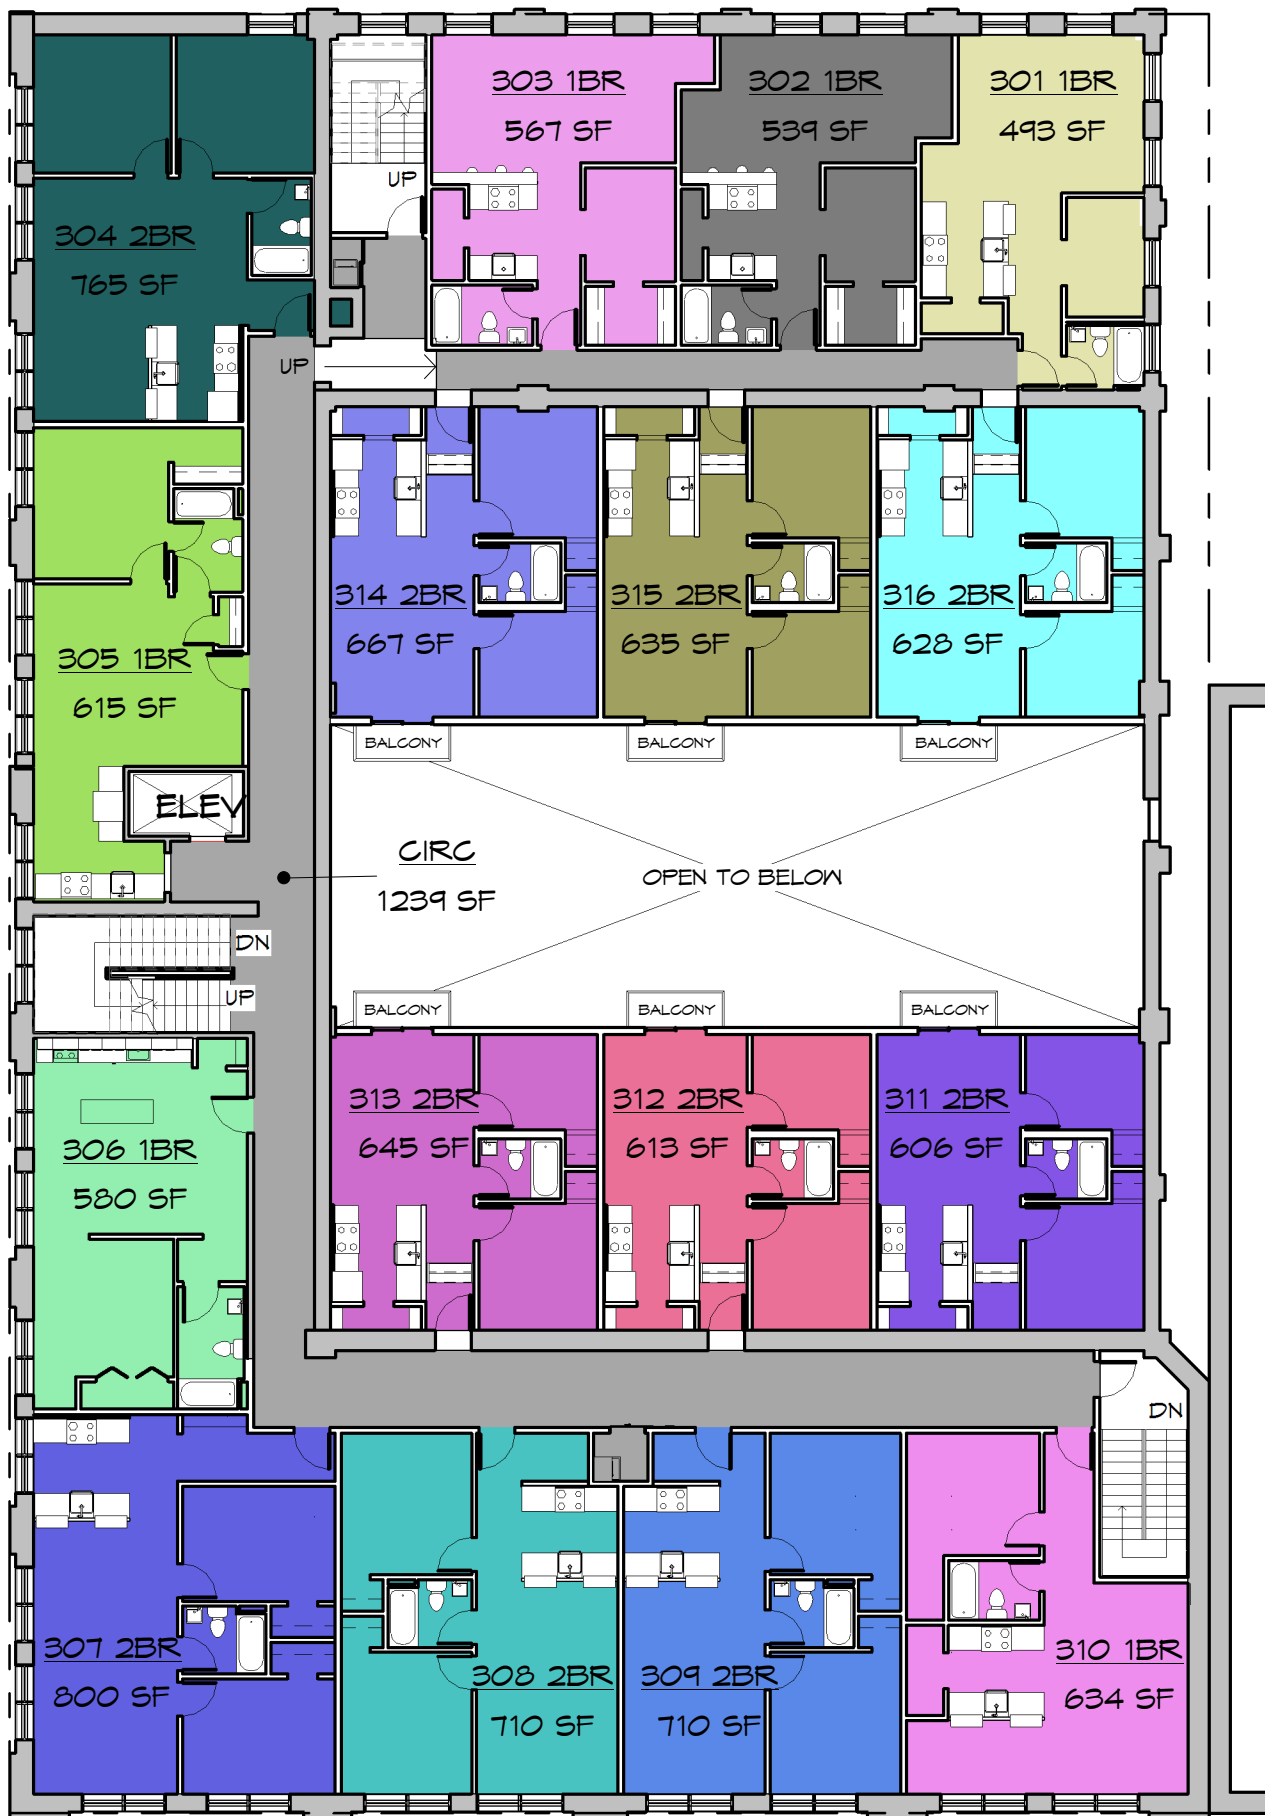 303 1BR
567 SF
302 1BR
539 SF
301 1BR
493 SF
UP
304 2BR
765 SF
UP
314 2BR
667 SF
315 2BR
635 SF
316 2BR
628 SF
305 1BR
615 SF
BALCONY
BALCONY
BALCONY
ELEV
CIRC
1239 SF
OPEN TO BELOW
DN
UP
BALCONY
BALCONY
BALCONY
306 1BR
580 SF
313 2BR
645 SF
312 2BR
613 SF
311 2BR
606 SF
DN
307 2BR
800 SF
308 2BR
710 SF
309 2BR
710 SF
310 1BR
634 SF